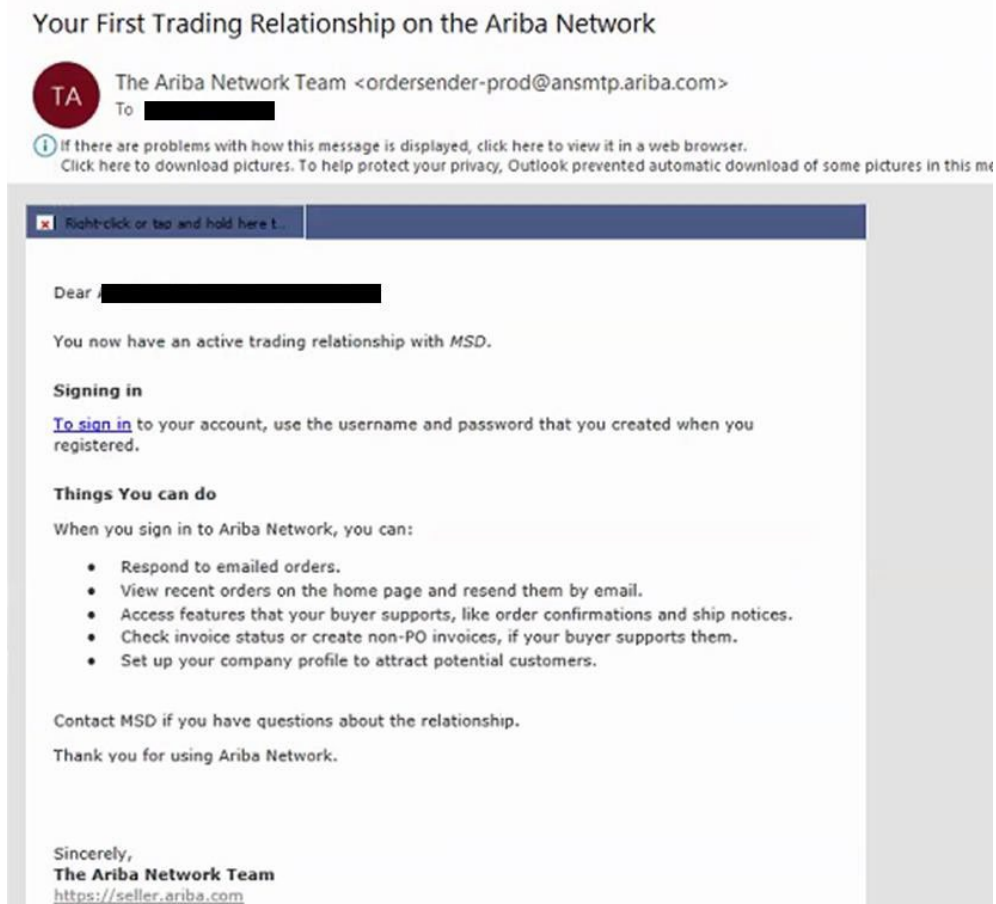 Your First Trading Relationship on the Ariba Network
TA
The Ariba Network Team <ordersender-prod@ansmtp.ariba.com>
To
If there are problems with how this message is displayed, click here to view it in a web browser.
Click here to download pictures. To help protect your privacy, Outlook prevented automatic download of some pictures in this me
Right-click or tap and hold here t...
Dear
You now have an active trading relationship with MSD.
Signing in
To sign in to your account, use the username and password that you created when you
registered.
Things You can do
When you sign in to Ariba Network, you can:
• Respond to emailed orders.
• View recent orders on the home page and resend them by email.
• Access features that your buyer supports, like order confirmations and ship notices.
• Check invoice status or create non-PO invoices, if your buyer supports them.
• Set up your company profile to attract potential customers.
Contact MSD if you have questions about the relationship.
Thank you for using Ariba Network.
Sincerely,
The Ariba Network Team
https://seller.ariba.com